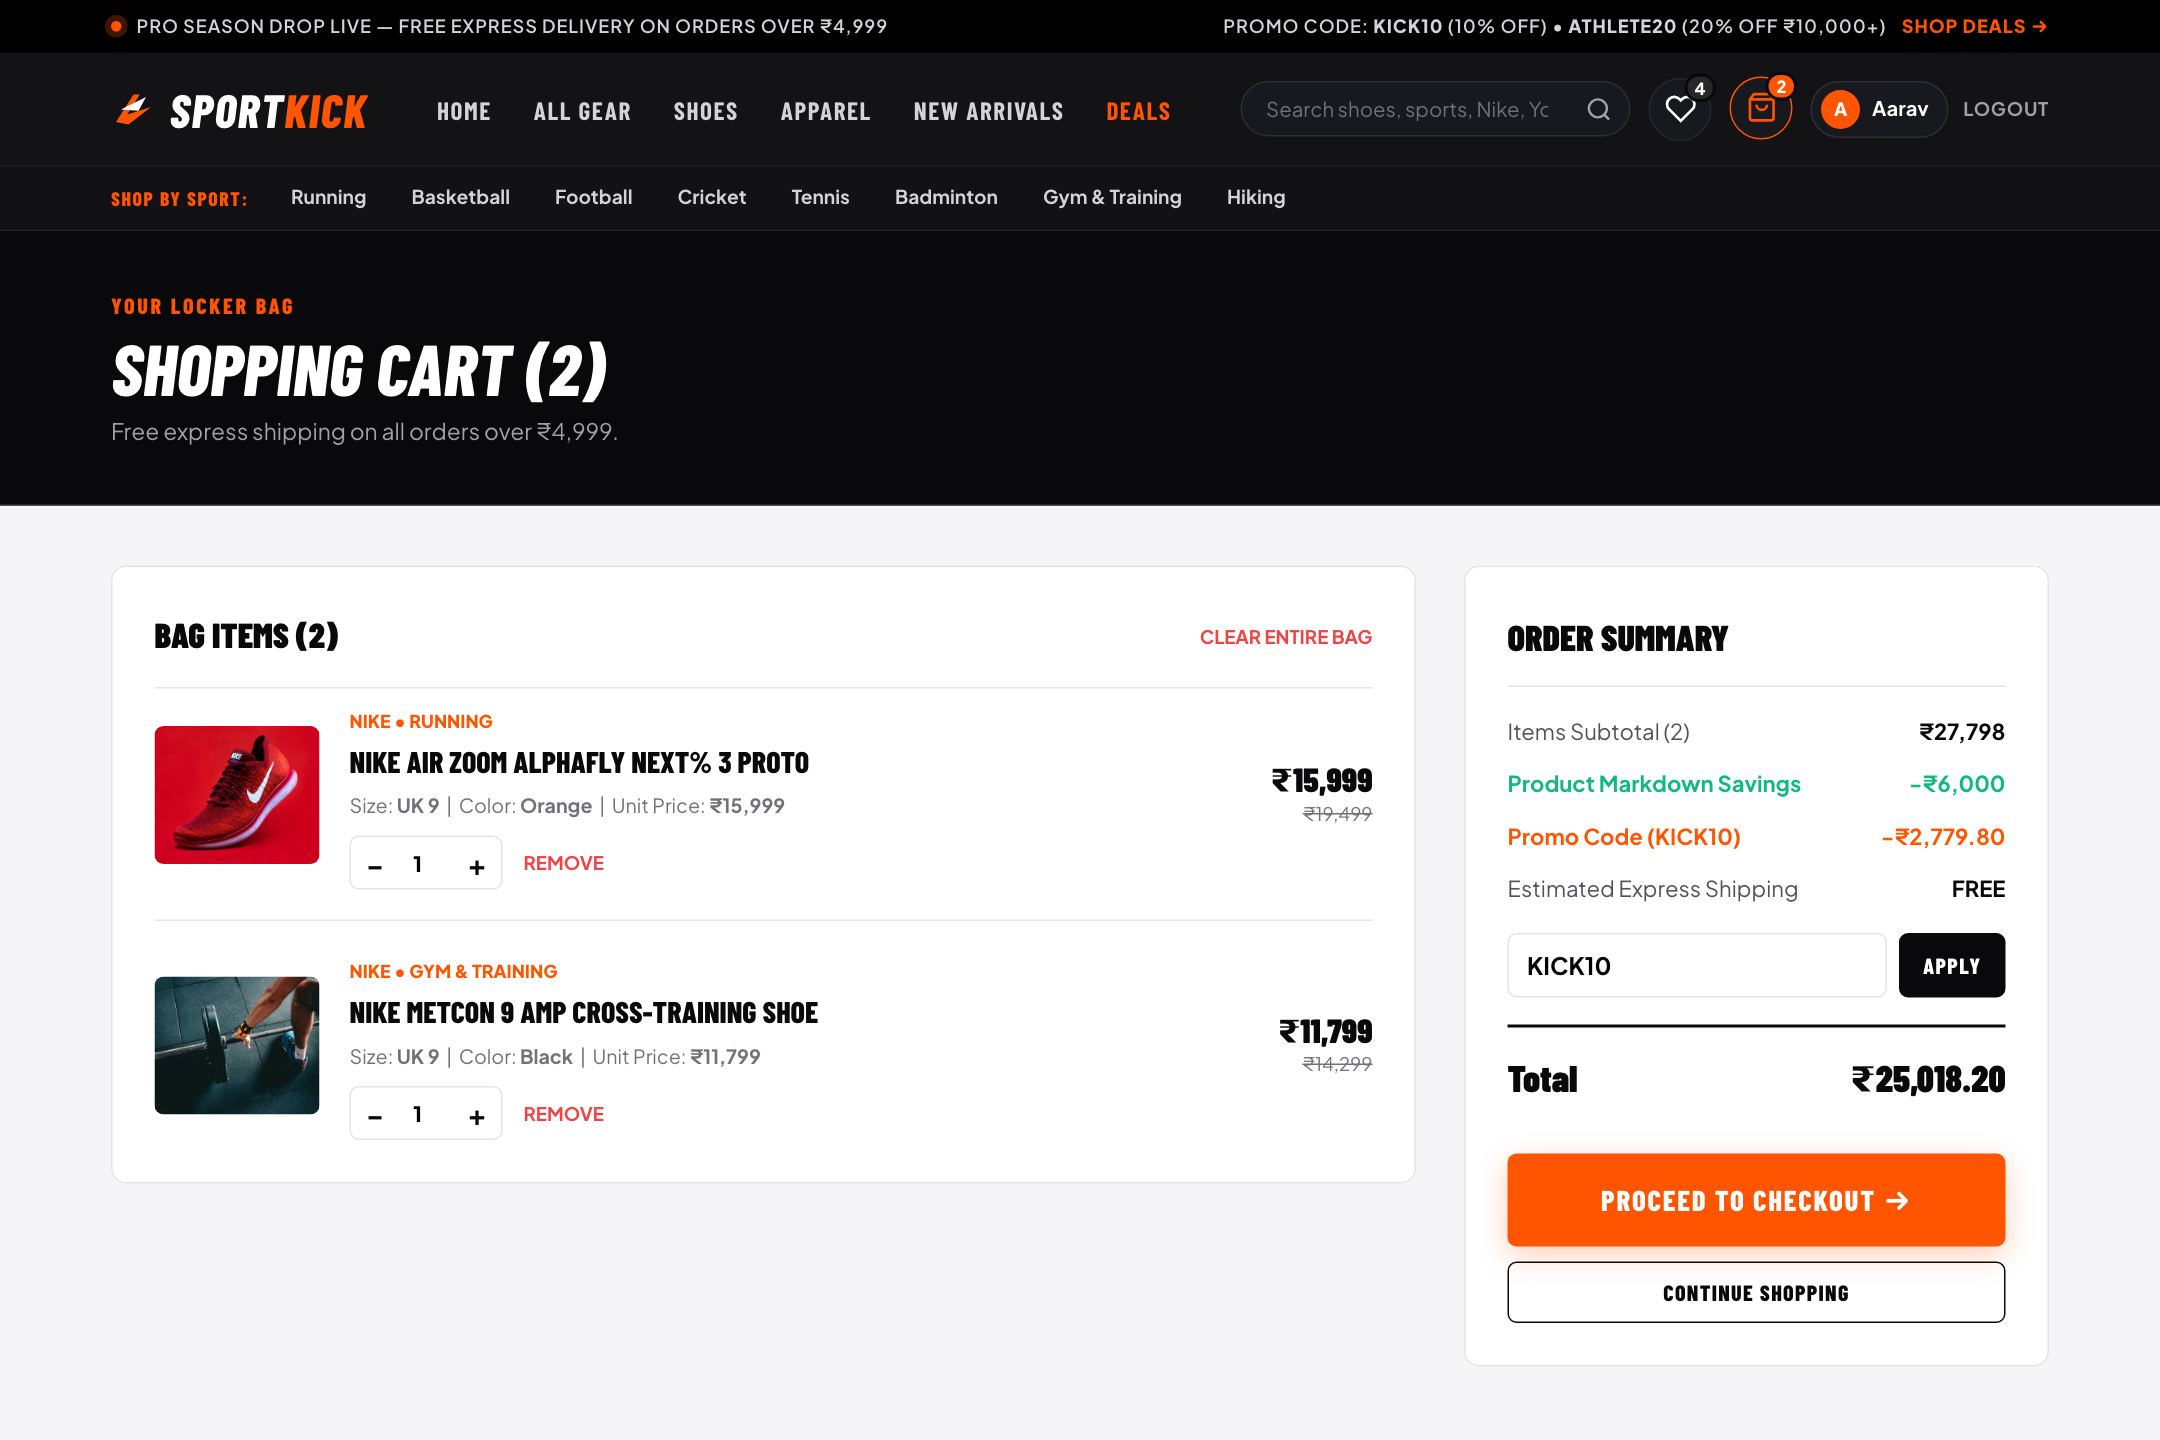 PRO SEASON DROP LIVE — FREE EXPRESS DELIVERY ON ORDERS OVER ₹4,999
PROMO CODE: KICK10 (10% OFF) • ATHLETE20 (20% OFF ₹10,000+) SHOP DEALS →
SPORTKICK
HOME ALL GEAR SHOES APPAREL NEW ARRIVALS DEALS
Search shoes, sports, Nike, Yo
4
2
A Aarav LOGOUT
SHOP BY SPORT: Running Basketball Football Cricket Tennis Badminton Gym & Training Hiking
YOUR LOCKER BAG
SHOPPING CART (2)
Free express shipping on all orders over ₹4,999.
BAG ITEMS (2) CLEAR ENTIRE BAG
NIKE • RUNNING
NIKE AIR ZOOM ALPHAFLY NEXT% 3 PROTO
Size: UK 9 | Color: Orange | Unit Price: ₹15,999
₹15,999
₹19,499
− 1 + REMOVE
NIKE • GYM & TRAINING
NIKE METCON 9 AMP CROSS-TRAINING SHOE
Size: UK 9 | Color: Black | Unit Price: ₹11,799
₹11,799
₹14,299
− 1 + REMOVE
ORDER SUMMARY
Items Subtotal (2) ₹27,798
Product Markdown Savings -₹6,000
Promo Code (KICK10) -₹2,779.80
Estimated Express Shipping FREE
KICK10 APPLY
Total ₹25,018.20
PROCEED TO CHECKOUT →
CONTINUE SHOPPING